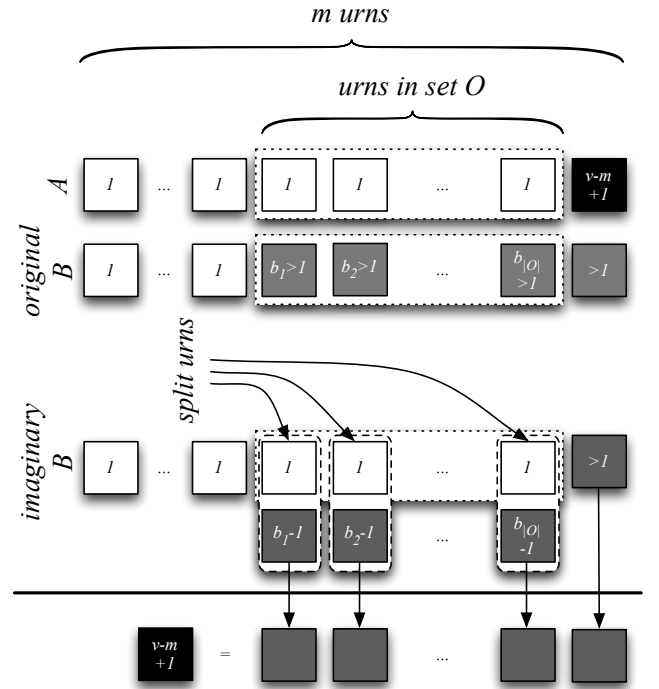 m urns
urns in set O
A
1 ... 1 1 1 ... 1 v-m
+1
original
B
1 ... 1 b1>1 b2>1 ... b|O|
>1 >1
split urns
imaginary
B
1 ... 1 1 1 ... 1 >1
b1-1 b2-1 ... b|O|
-1
v-m
+1 = ...